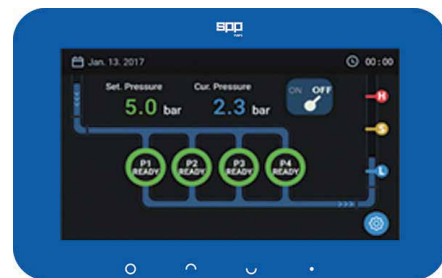 spp
Jan. 13. 2017
00:00
Set. Pressure
Cur. Pressure
5.0 bar
2.3 bar
ON OFF
H
S
L
P1
READY
P2
READY
P3
READY
P4
READY
>>>